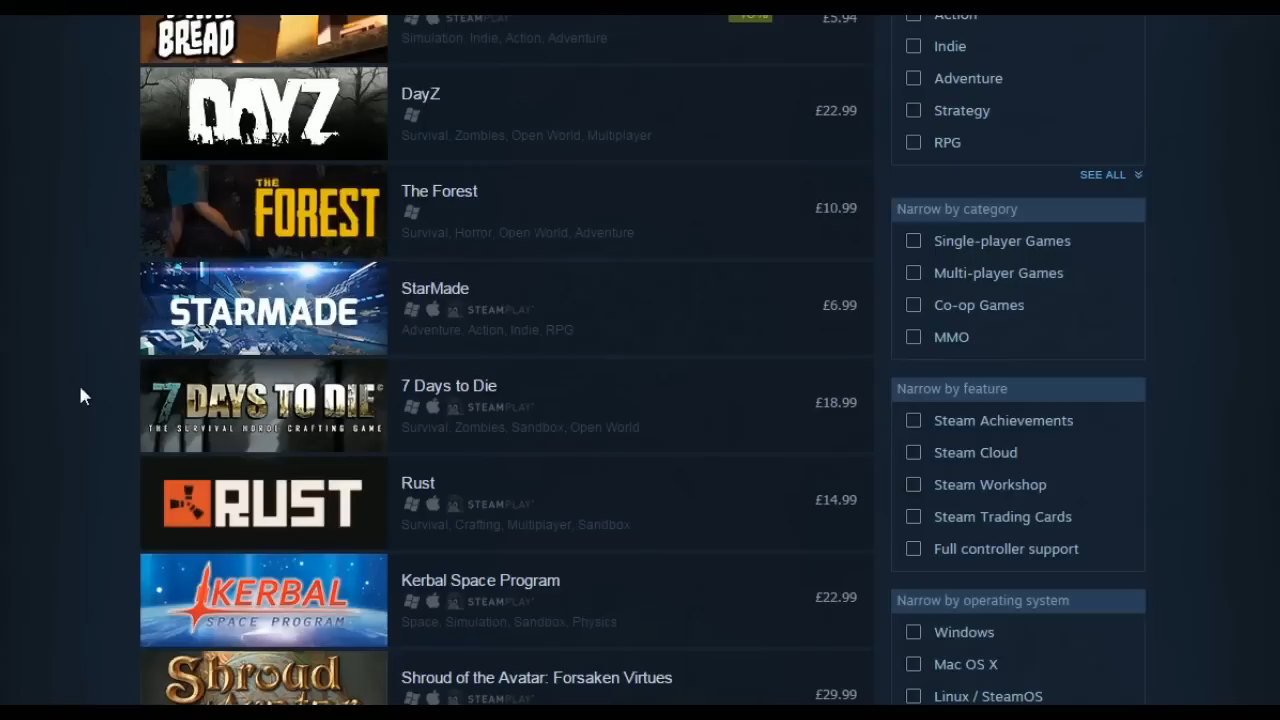 BREAD
STEAMPLAY
£5.94
Simulation, Indie, Action, Adventure
DAYZ
DayZ
£22.99
Survival, Zombies, Open World, Multiplayer
THE
FOREST
The Forest
£10.99
Survival, Horror, Open World, Adventure
STARMADE
StarMade
STEAMPLAY
£6.99
Adventure, Action, Indie, RPG
7 DAYS TO DIE
THE SURVIVAL HORDE CRAFTING GAME
7 Days to Die
STEAMPLAY
£18.99
Survival, Zombies, Sandbox, Open World
RUST
Rust
STEAMPLAY
£14.99
Survival, Crafting, Multiplayer, Sandbox
KERBAL
SPACE PROGRAM
Kerbal Space Program
STEAMPLAY
£22.99
Space, Simulation, Sandbox, Physics
Shroud
Shroud of the Avatar: Forsaken Virtues
STEAMPLAY
£29.99
Action
Indie
Adventure
Strategy
RPG
SEE ALL
Narrow by category
Single-player Games
Multi-player Games
Co-op Games
MMO
Narrow by feature
Steam Achievements
Steam Cloud
Steam Workshop
Steam Trading Cards
Full controller support
Narrow by operating system
Windows
Mac OS X
Linux / SteamOS